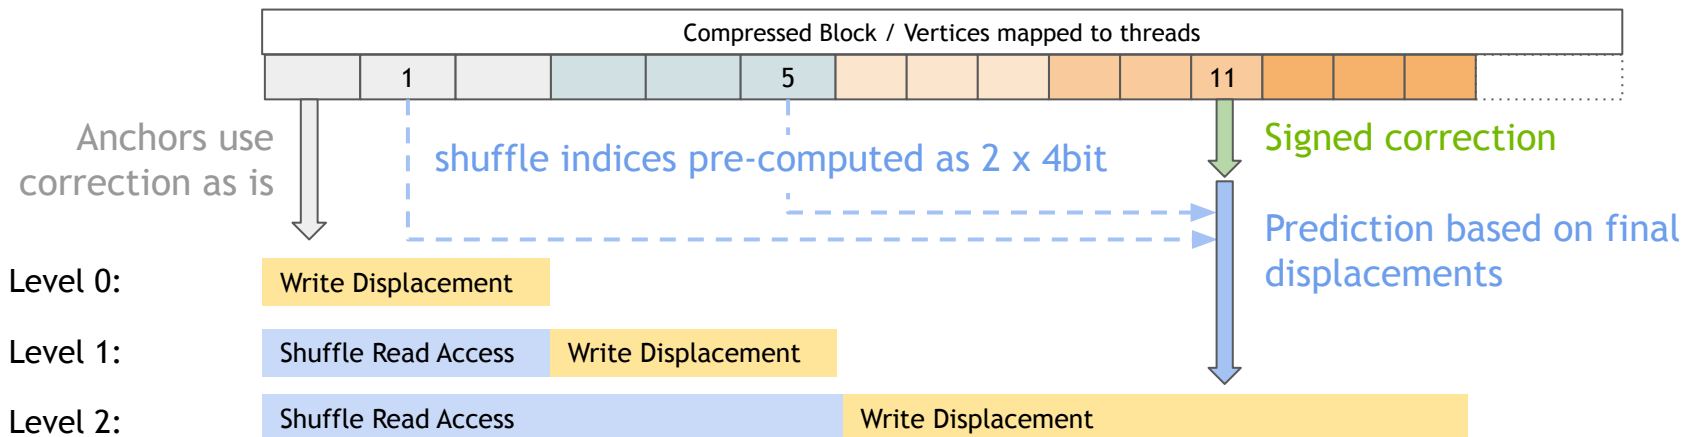 Compressed Block / Vertices mapped to threads
1
5
11
Anchors use
correction as is
shuffle indices pre-computed as 2 x 4bit
Signed correction
Prediction based on final
displacements
Level 0:
Write Displacement
Level 1:
Shuffle Read Access
Write Displacement
Level 2:
Shuffle Read Access
Write Displacement